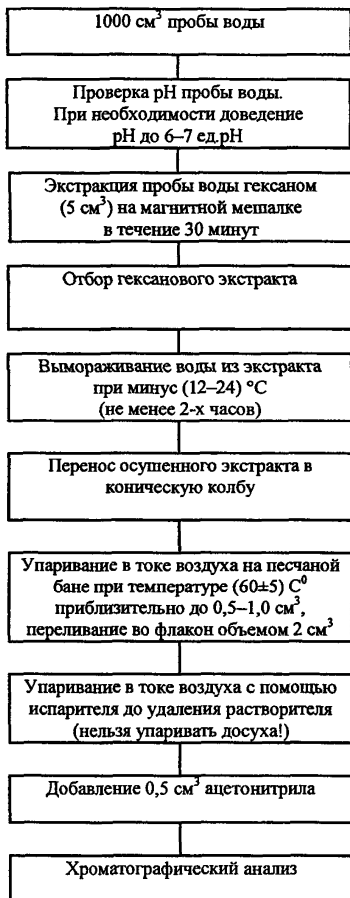 1000 см³ пробы воды
Проверка pH пробы воды.
При необходимости доведение
pH до 6–7 ед.pH
Экстракция пробы воды гексаном
(5 см³) на магнитной мешалке
в течение 30 минут
Отбор гексанового экстракта
Вымораживание воды из экстракта
при минус (12–24) °C
(не менее 2-х часов)
Перенос осушенного экстракта в
коническую колбу
Упаривание в токе воздуха на песчаной
бане при температуре (60±5) C⁰
приблизительно до 0,5–1,0 см³,
переливание во флакон объемом 2 см³
Упаривание в токе воздуха с помощью
испарителя до удаления растворителя
(нельзя упаривать досуха!)
Добавление 0,5 см³ ацетонитрила
Хроматографический анализ